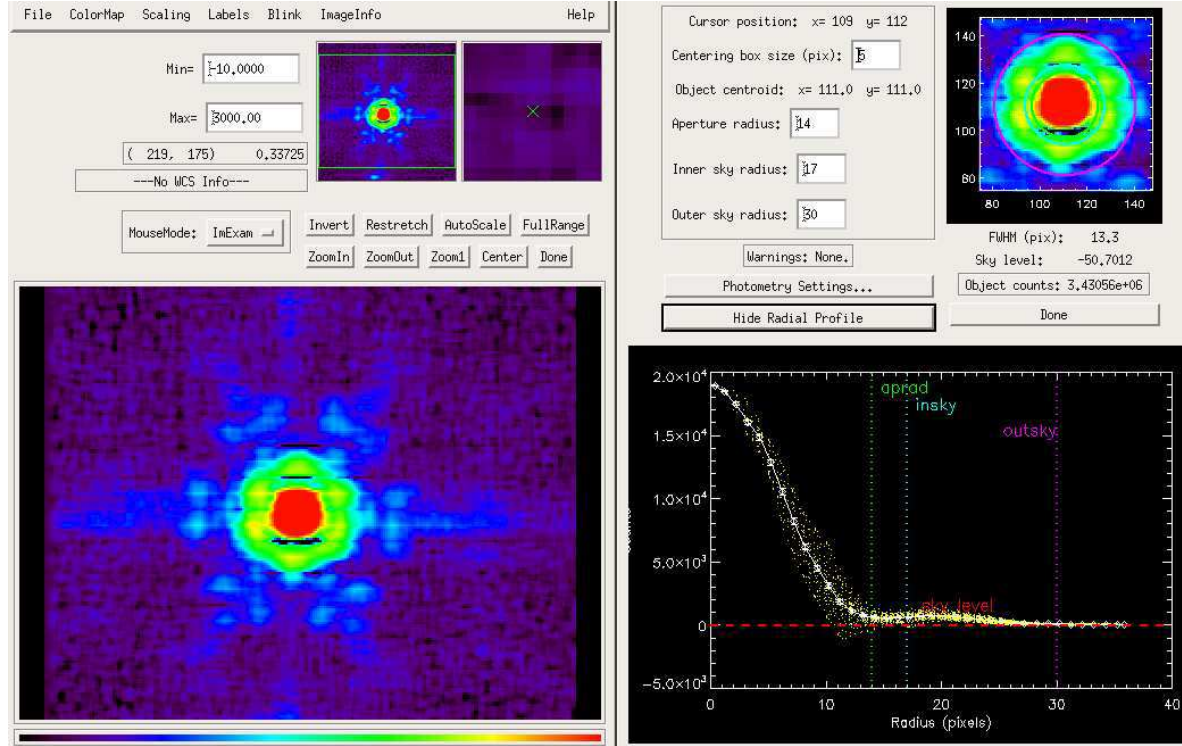 File ColorMap Scaling Labels Blink ImageInfo Help
Min= -10.0000
Max= 3000.00
( 219, 175) 0.33725
---No WCS Info---
MouseMode: ImExam
Invert Restretch AutoScale FullRange
ZoomIn ZoomOut Zoom1 Center Done
Cursor position: x= 109 y= 112
Centering box size (pix): 5
Object centroid: x= 111.0 y= 111.0
Aperture radius: 14
Inner sky radius: 17
Outer sky radius: 30
Warnings: None.
Photometry Settings...
Hide Radial Profile
140
120
100
80
80 100 120 140
FWHM (pix): 13.3
Sky level: -50.7012
Object counts: 3.43056e+06
Done
2.0×10⁴
1.5×10⁴
1.0×10⁴
5.0×10³
0
-5.0×10³
aprad
insky
outsky
sky level
0 10 20 30 40
Radius (pixels)